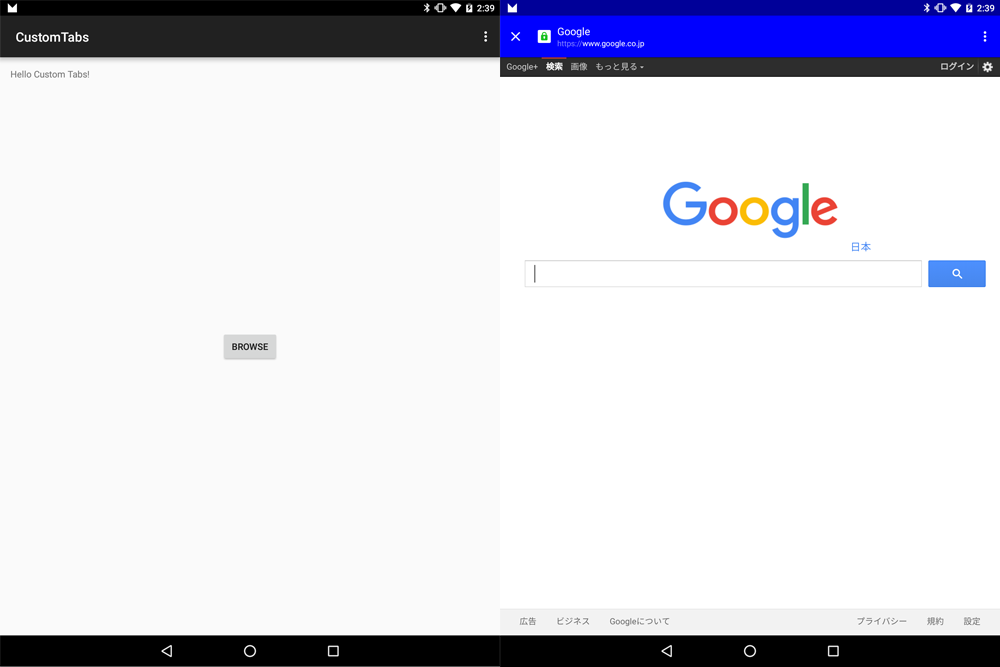 2:39
CustomTabs
Hello Custom Tabs!
BROWSE
2:39
Google
https://www.google.co.jp
Google+ 検索 画像 もっと見る ログイン
Google
日本
広告 ビジネス Googleについて プライバシー 規約 設定